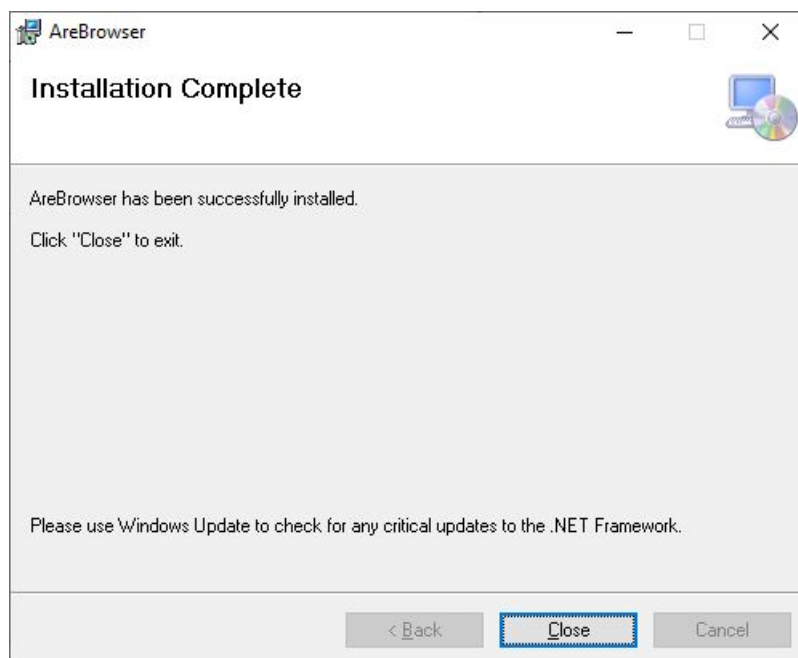 AreBrowser
Installation Complete
AreBrowser has been successfully installed.
Click "Close" to exit.
Please use Windows Update to check for any critical updates to the .NET Framework.
< Back
Close
Cancel